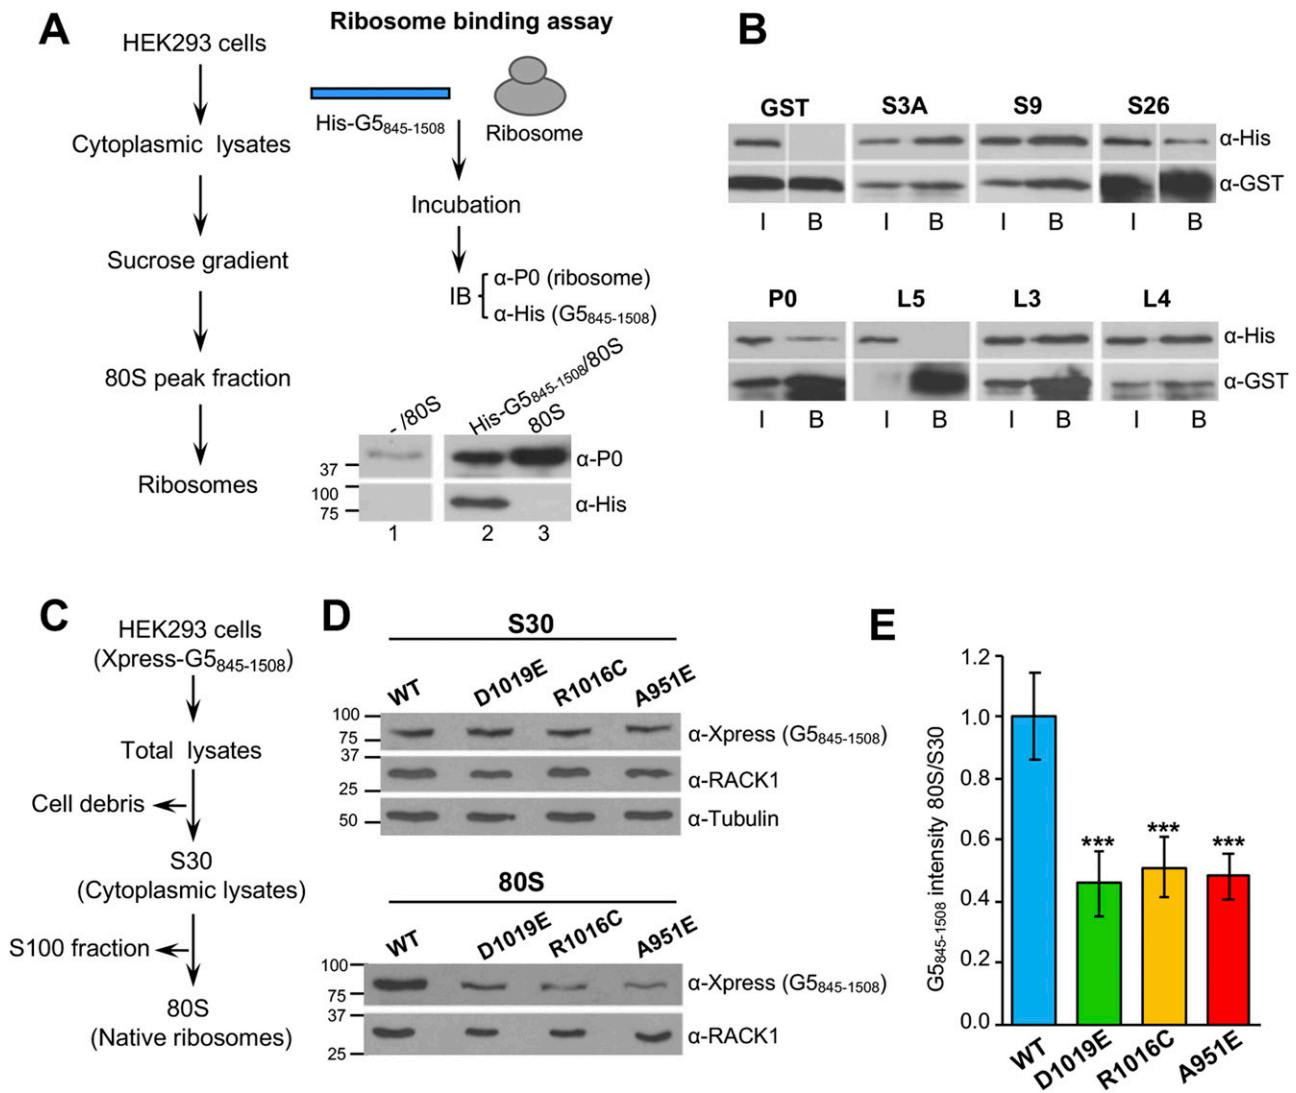 A
HEK293 cells
Cytoplasmic lysates
Sucrose gradient
80S peak fraction
Ribosomes
Ribosome binding assay
His-G5845-1508
Ribosome
Incubation
IB
α-P0 (ribosome)
α-His (G5845-1508)
- /80S
His-G5845-1508/80S
80S
37
α-P0
100
75
α-His
1 2 3
B
GST S3A S9 S26
α-His
α-GST
I B I B I B I B
P0 L5 L3 L4
α-His
α-GST
I B I B I B I B
C
HEK293 cells
(Xpress-G5845-1508)
Total lysates
Cell debris
S30
(Cytoplasmic lysates)
S100 fraction
80S
(Native ribosomes)
D
S30
WT D1019E R1016C A951E
100
75
α-Xpress (G5845-1508)
37
25
α-RACK1
50
α-Tubulin
80S
WT D1019E R1016C A951E
100
75
α-Xpress (G5845-1508)
37
25
α-RACK1
E
G5845-1508 intensity 80S/S30
1.2
1.0
0.8
0.6
0.4
0.2
0.0
*** *** ***
WT D1019E R1016C A951E